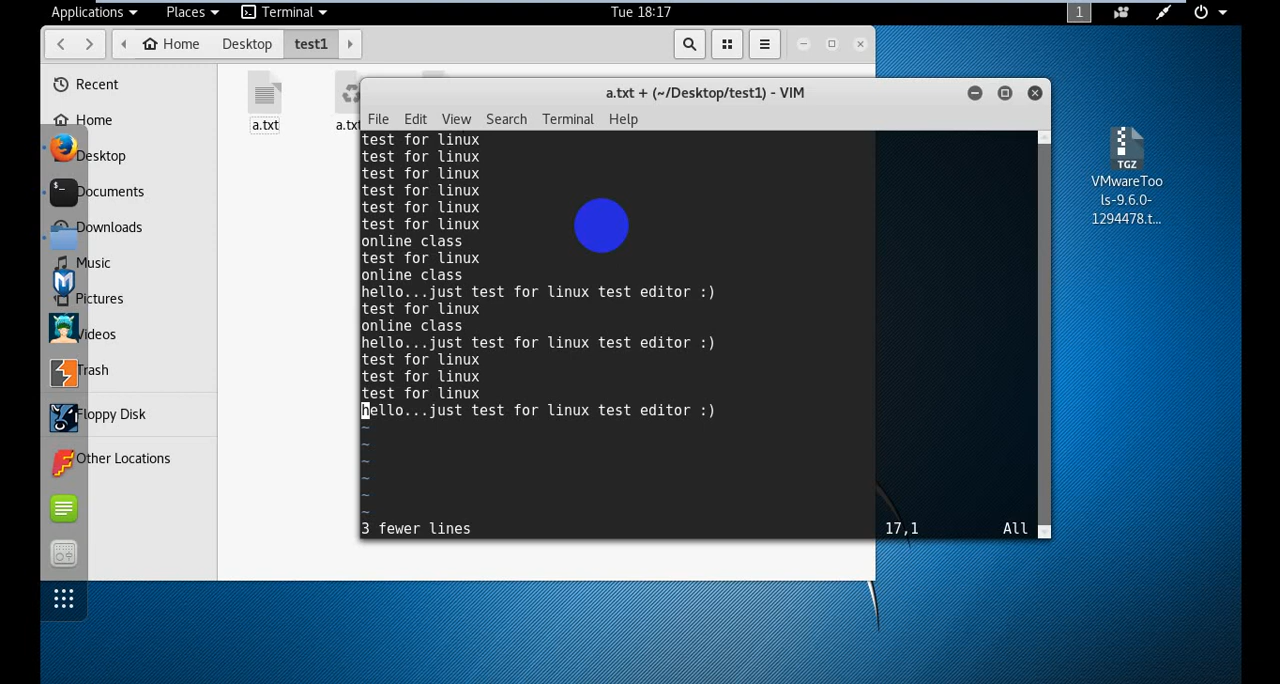 Applications Places Terminal Tue 18:17 1
Home Desktop test1
Recent
Home
Desktop
Documents
Downloads
Music
Pictures
Videos
Trash
Floppy Disk
Other Locations
a.txt
a.txt + (~/Desktop/test1) - VIM
File Edit View Search Terminal Help
test for linux
test for linux
test for linux
test for linux
test for linux
test for linux
online class
test for linux
online class
hello...just test for linux test editor :)
test for linux
online class
hello...just test for linux test editor :)
test for linux
test for linux
test for linux
hello...just test for linux test editor :)
~
~
~
~
~
~
3 fewer lines 17,1 All
TGZ
VMwareToo
ls-9.6.0-
1294478.t...